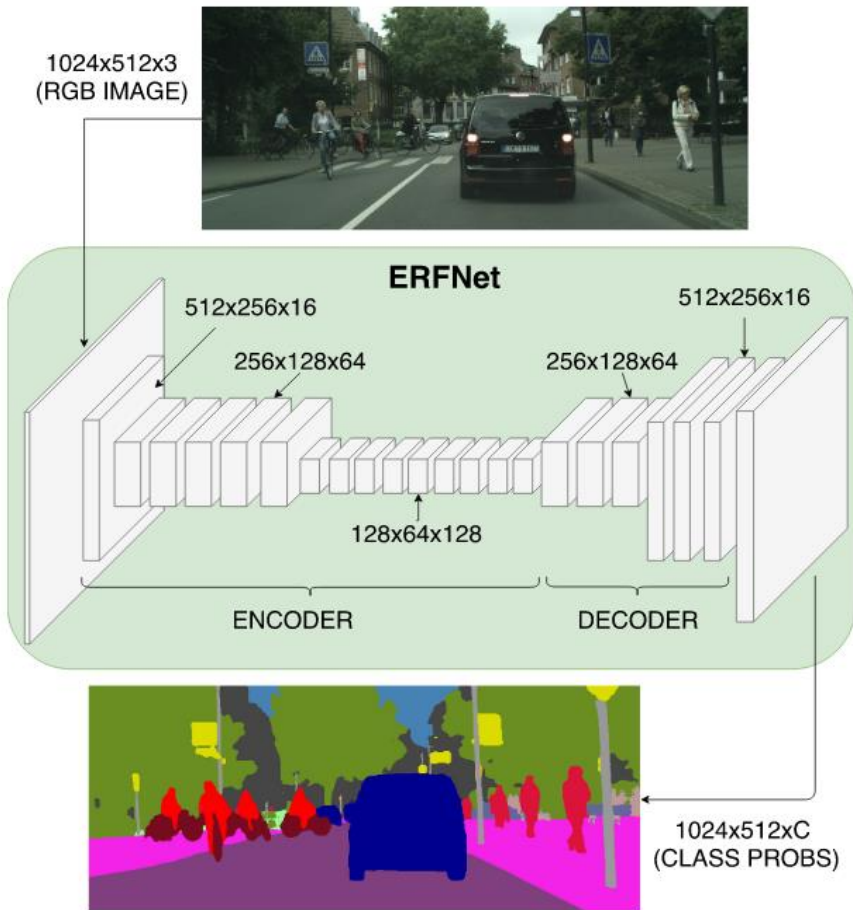 1024x512x3
(RGB IMAGE)
ERFNet
512x256x16
256x128x64
128x64x128
256x128x64
512x256x16
ENCODER
DECODER
1024x512xC
(CLASS PROBS)